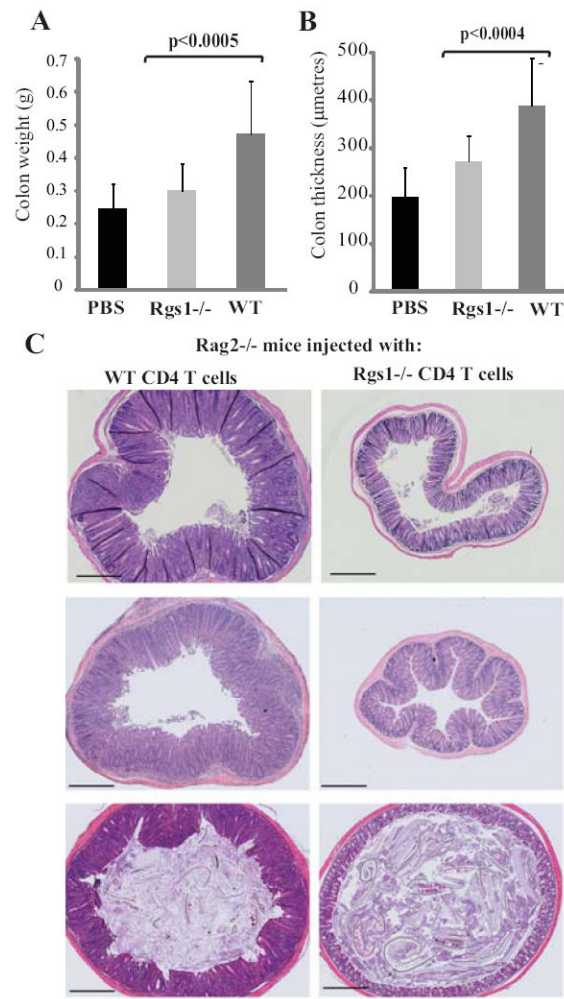 A
p<0.0005
Colon weight (g)
0.7
0.6
0.5
0.4
0.3
0.2
0.1
0
PBS
Rgs1-/-
WT
B
p<0.0004
Colon thickness (µmetres)
500
400
300
200
100
0
PBS
Rgs1-/-
WT
C
Rag2-/- mice injected with:
WT CD4 T cells
Rgs1-/- CD4 T cells